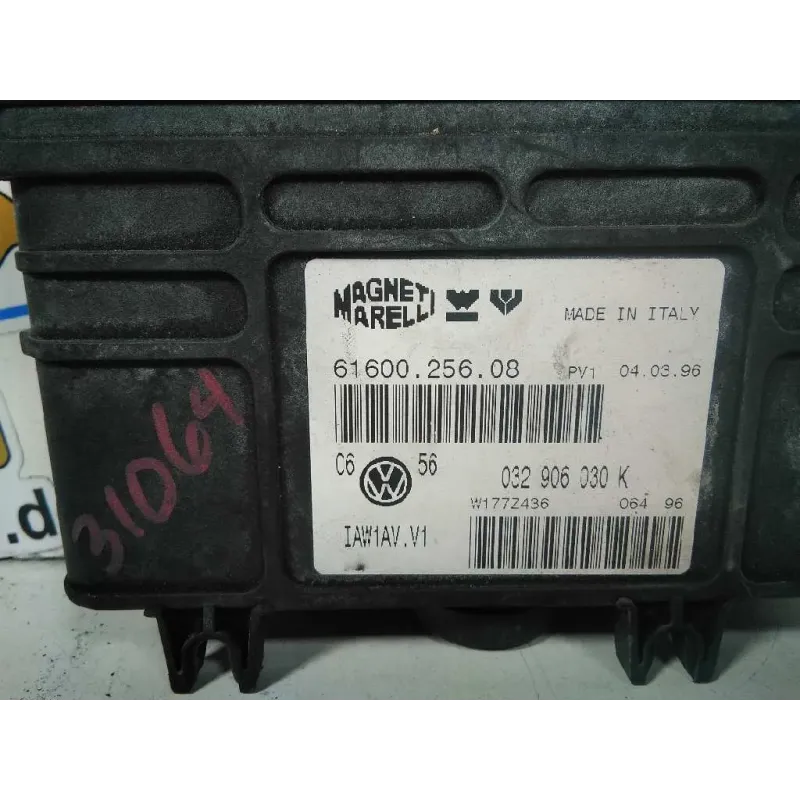 MAGNETI
MARELLI
MADE IN ITALY
61600.256.08 PV1 04.03.96
C6 56 032 906 030 K
W177Z436 064 96
IAW1AV.V1
31064
.d